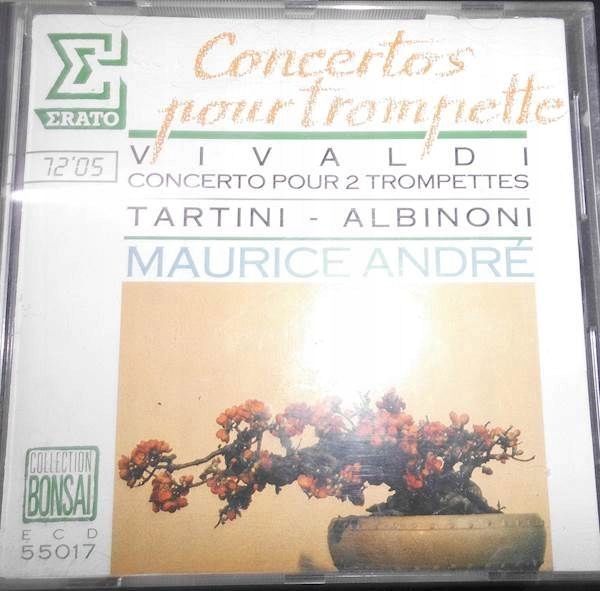 ERATO
Concertos
pour trompette
72'05
VIVALDI
CONCERTO POUR 2 TROMPETTES
TARTINI - ALBINONI
MAURICE ANDRÉ
COLLECTION
BONSAI
ECD
55017